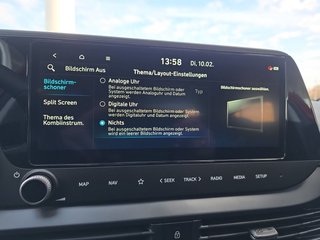 13:58 Di, 10.02.
Bildschirm Aus
Thema/Layout-Einstellungen
Bildschirm-
schoner
Split Screen
Thema des
Kombiinstrum.
Analoge Uhr
Bei ausgeschaltetem Bildschirm oder
System werden Analoguhr und Datum
angezeigt.
Typ
Digitale Uhr
Bei ausgeschaltetem Bildschirm oder System
werden Digitaluhr und Datum angezeigt.
Nichts
Bei ausgeschaltetem Bildschirm oder System
wird ein leerer Bildschirm angezeigt.
Bildschirmschoner auswählen.
MAP NAV SEEK TRACK RADIO MEDIA SETUP